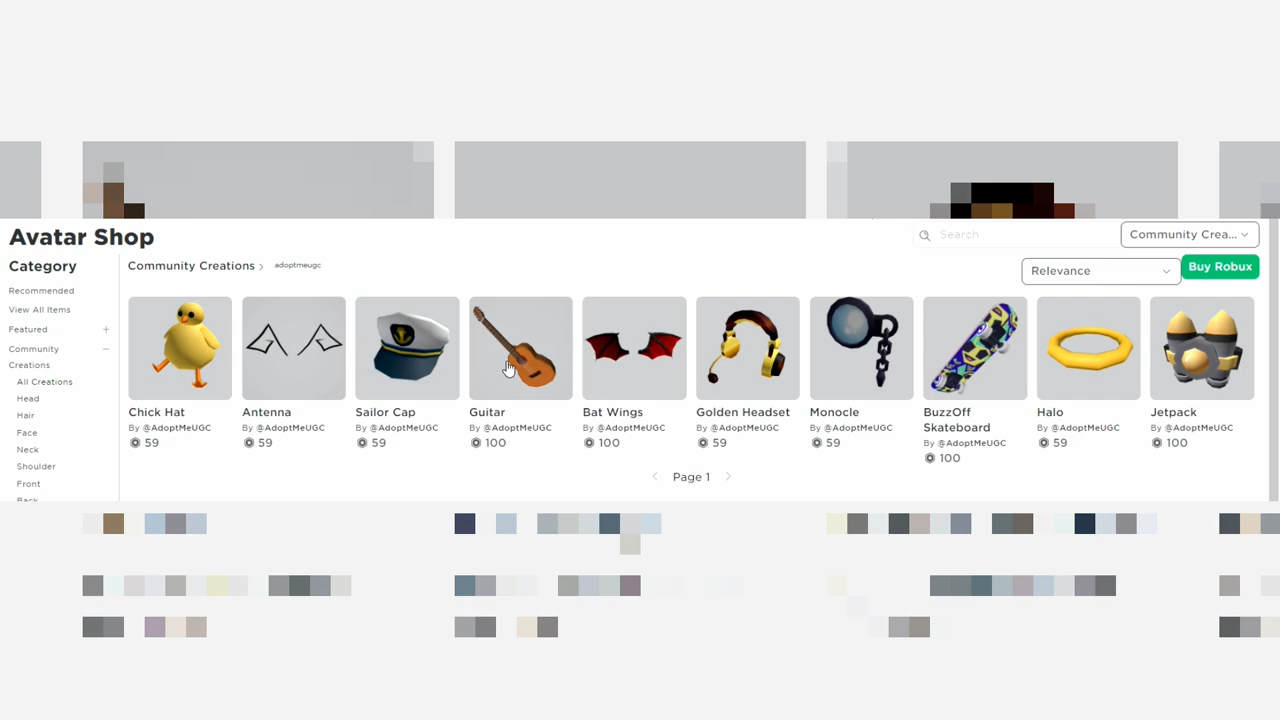 Avatar Shop
Search
Community Crea...
Category
Community Creations
adoptmeugc
Relevance
Buy Robux
Recommended
View All Items
Featured +
Community −
Creations
All Creations
Head
Hair
Face
Neck
Shoulder
Front
Back
Chick Hat
By @AdoptMeUGC
59
Antenna
By @AdoptMeUGC
59
Sailor Cap
By @AdoptMeUGC
59
Guitar
By @AdoptMeUGC
100
Bat Wings
By @AdoptMeUGC
100
Golden Headset
By @AdoptMeUGC
59
Monocle
By @AdoptMeUGC
59
BuzzOff
Skateboard
By @AdoptMeUGC
100
Halo
By @AdoptMeUGC
59
Jetpack
By @AdoptMeUGC
100
Page 1